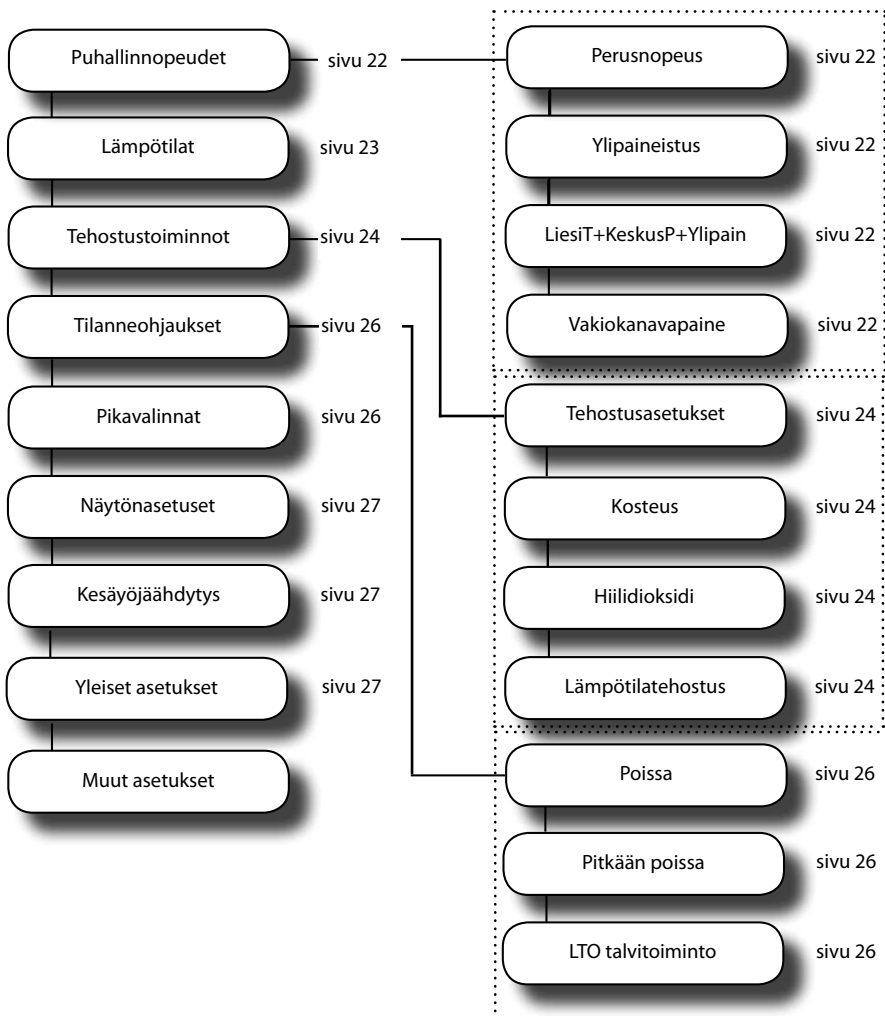 Puhallinnopeudet
sivu 22
Lämpötilat
sivu 23
Tehostustoiminnot
sivu 24
Tilanneohjaukset
sivu 26
Pikavalinnat
sivu 26
Näytönasetuset
sivu 27
Kesäyöjäähdytys
sivu 27
Yleiset asetukset
sivu 27
Muut asetukset
Perusnopeus
sivu 22
Ylipaineistus
sivu 22
LiesiT+KeskusP+Ylipain
sivu 22
Vakiokanavapaine
sivu 22
Tehostusasetukset
sivu 24
Kosteus
sivu 24
Hiilidioksidi
sivu 24
Lämpötilatehostus
sivu 24
Poissa
sivu 26
Pitkään poissa
sivu 26
LTO talvitoiminto
sivu 26